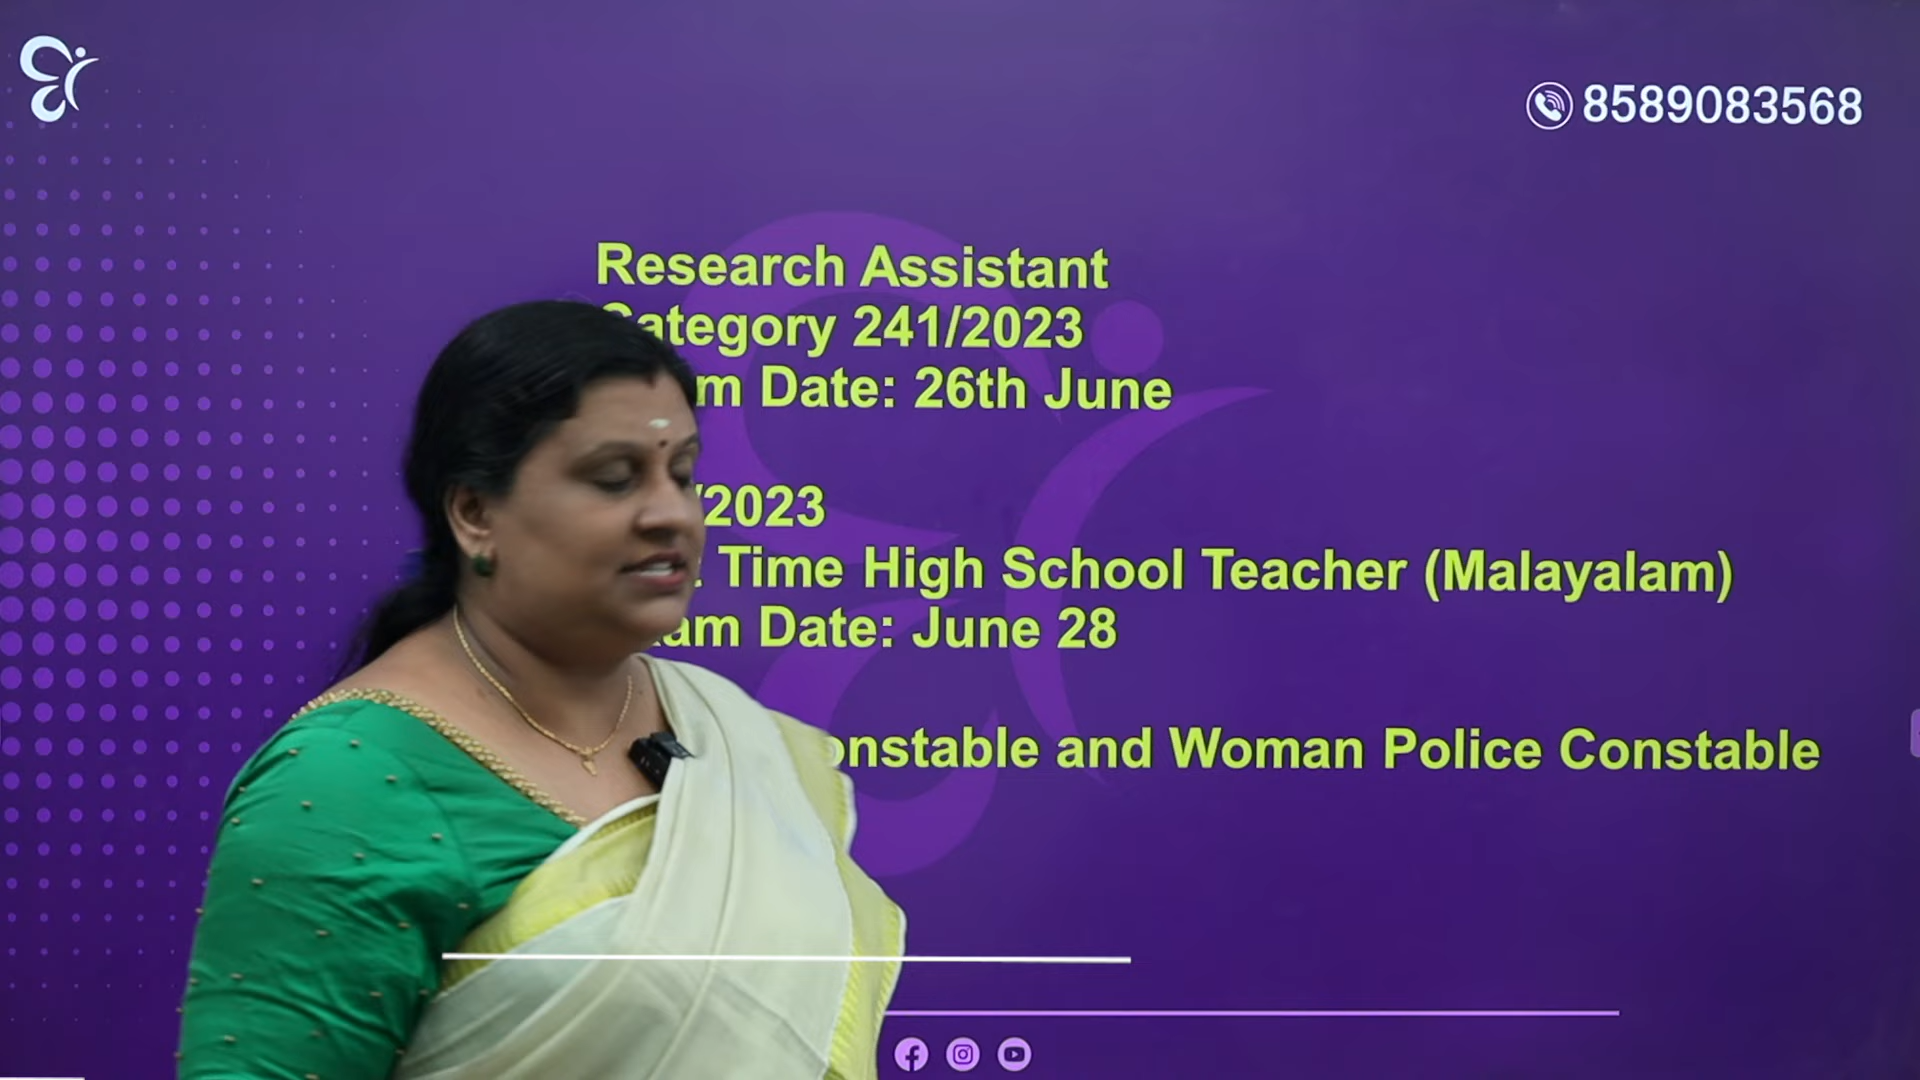 8589083568
Research Assistant
Category 241/2023
Date: 26th June
/2023
Time High School Teacher (Malayalam)
Date: June 28
and Woman Police Constable